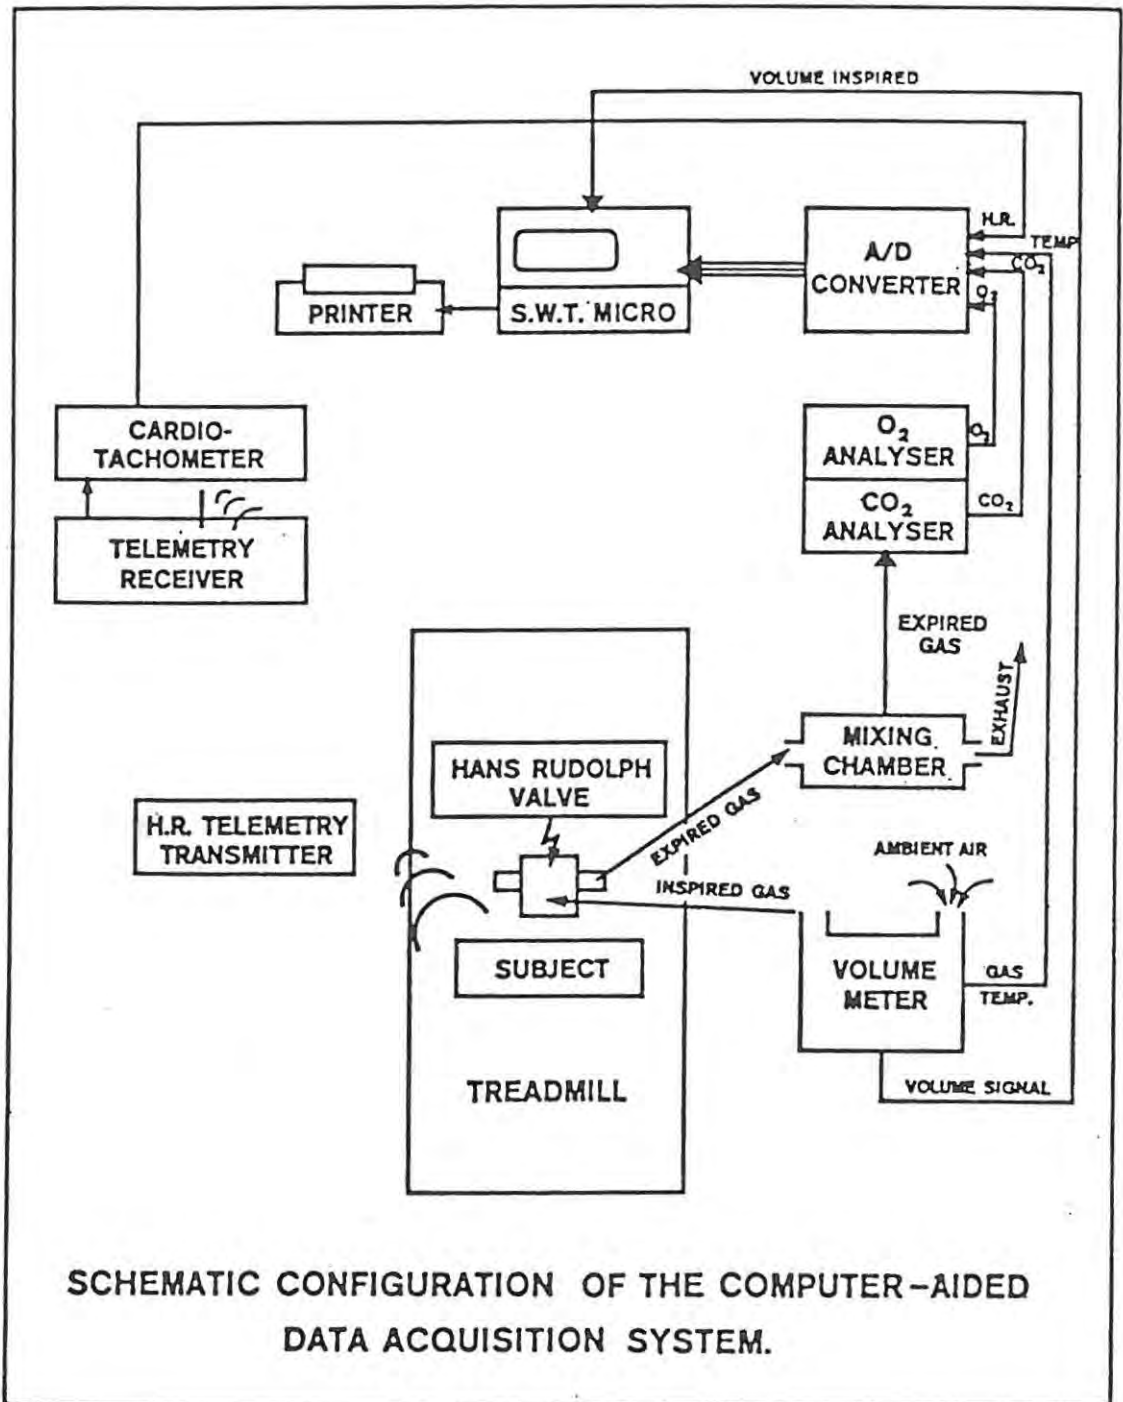 VOLUME INSPIRED
H.R.
TEMP
CO₂
O₂
A/D
CONVERTER
S.W.T. MICRO
PRINTER
CARDIO-
TACHOMETER
TELEMETRY
RECEIVER
O₂
ANALYSER
O₂
CO₂
ANALYSER
CO₂
EXPIRED
GAS
EXHAUST
MIXING
CHAMBER
HANS RUDOLPH
VALVE
EXPIRED GAS
H.R. TELEMETRY
TRANSMITTER
AMBIENT AIR
INSPIRED GAS
SUBJECT
VOLUME
METER
GAS
TEMP.
VOLUME SIGNAL
TREADMILL
SCHEMATIC CONFIGURATION OF THE COMPUTER-AIDED
DATA ACQUISITION SYSTEM.